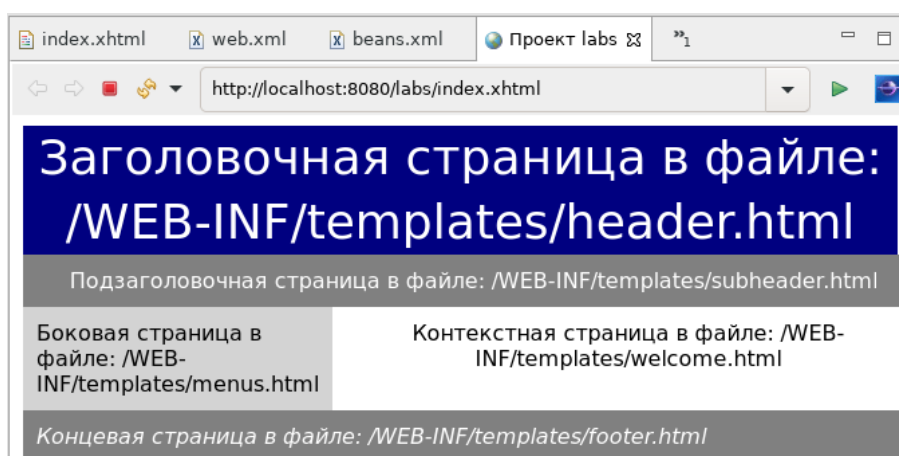 index.xhtml web.xml beans.xml Проект labs »1
http://localhost:8080/labs/index.xhtml
Заголовочная страница в файле:
/WEB-INF/templates/header.html
Подзаголовочная страница в файле: /WEB-INF/templates/subheader.html
Боковая страница в
файле: /WEB-
INF/templates/menus.html
Контекстная страница в файле: /WEB-
INF/templates/welcome.html
Концевая страница в файле: /WEB-INF/templates/footer.html